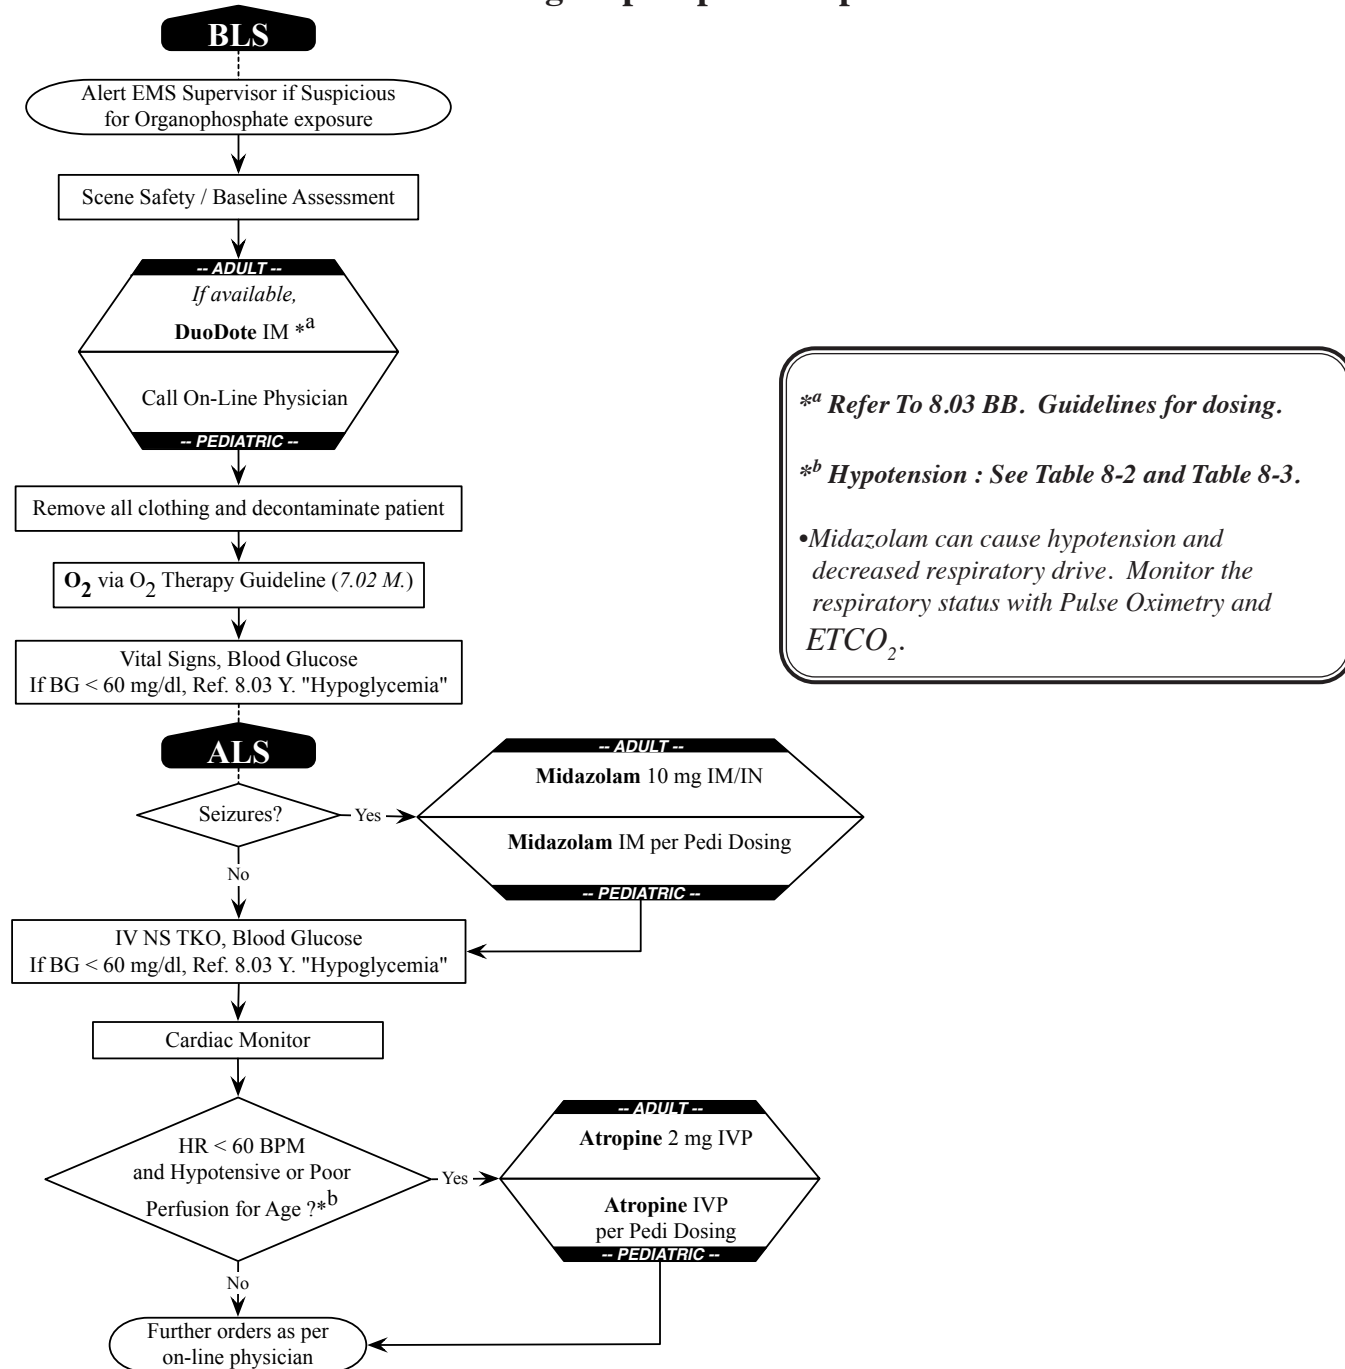 BLS
Alert EMS Supervisor if Suspicious
for Organophosphate exposure
Scene Safety / Baseline Assessment
-- ADULT --
If available,
DuoDote IM *a
Call On-Line Physician
-- PEDIATRIC --
Remove all clothing and decontaminate patient
O2 via O2 Therapy Guideline (7.02 M.)
Vital Signs, Blood Glucose
If BG < 60 mg/dl, Ref. 8.03 Y. "Hypoglycemia"
*a Refer To 8.03 BB. Guidelines for dosing.
*b Hypotension : See Table 8-2 and Table 8-3.
•Midazolam can cause hypotension and
decreased respiratory drive. Monitor the
respiratory status with Pulse Oximetry and
ETCO2.
ALS
Seizures?
Yes
-- ADULT --
Midazolam 10 mg IM/IN
Midazolam IM per Pedi Dosing
-- PEDIATRIC --
No
IV NS TKO, Blood Glucose
If BG < 60 mg/dl, Ref. 8.03 Y. "Hypoglycemia"
Cardiac Monitor
HR < 60 BPM
and Hypotensive or Poor
Perfusion for Age ?*b
Yes
-- ADULT --
Atropine 2 mg IVP
Atropine IVP
per Pedi Dosing
-- PEDIATRIC --
No
Further orders as per
on-line physician